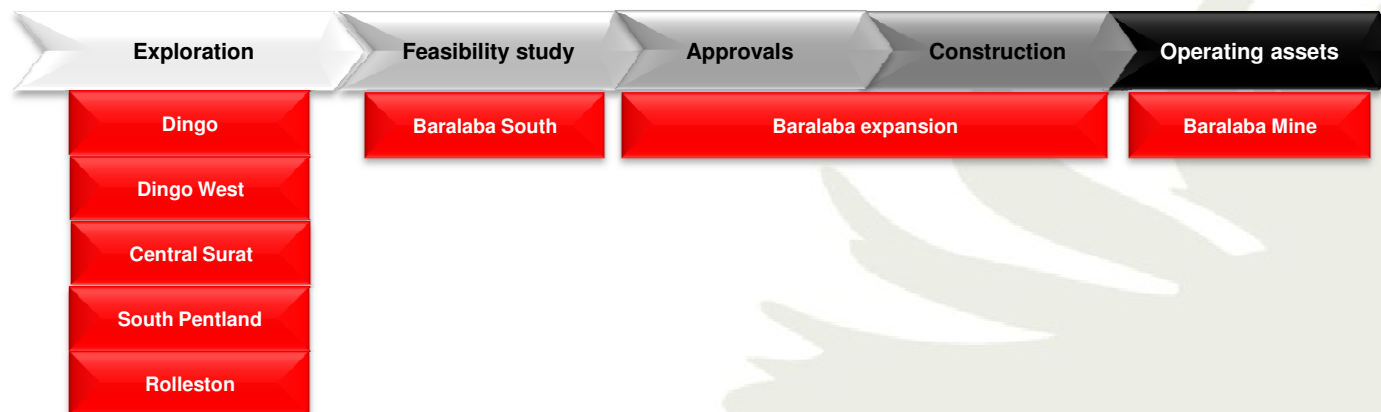 Exploration
Feasibility study
Approvals
Construction
Operating assets
Dingo
Baralaba South
Baralaba expansion
Baralaba Mine
Dingo West
Central Surat
South Pentland
Rolleston